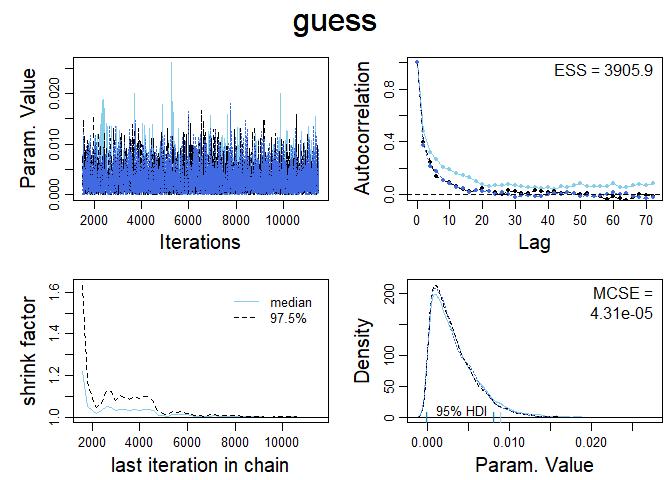 guess
Param. Value
0.000 0.010 0.020
2000 4000 6000 8000 10000
Iterations
ESS = 3905.9
Autocorrelation
0.0 0.4 0.8
0 10 20 30 40 50 60 70
Lag
median
97.5%
shrink factor
1.0 1.2 1.4 1.6
2000 4000 6000 8000 10000
last iteration in chain
MCSE =
4.31e-05
Density
0 50 100 200
95% HDI
0.000 0.010 0.020
Param. Value